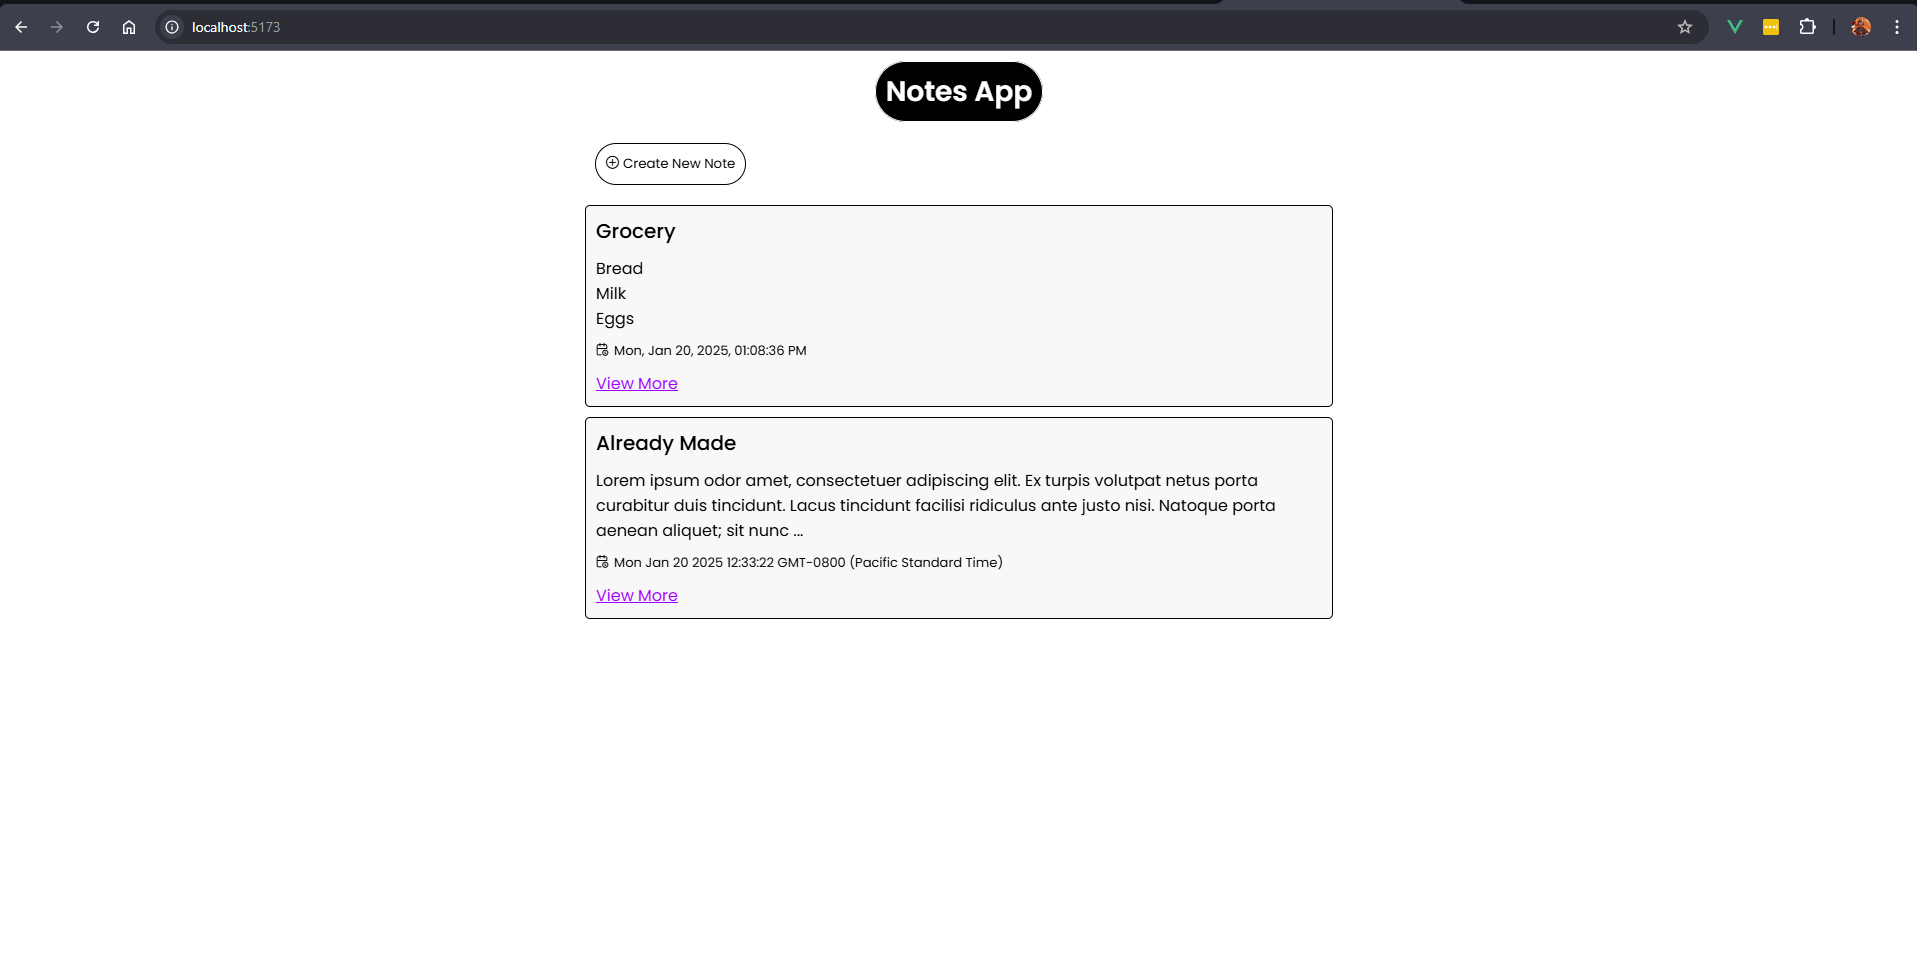 localhost:5173
Notes App
Create New Note
Grocery
Bread
Milk
Eggs
Mon, Jan 20, 2025, 01:08:36 PM
View More
Already Made
Lorem ipsum odor amet, consectetuer adipiscing elit. Ex turpis volutpat netus porta
curabitur duis tincidunt. Lacus tincidunt facilisi ridiculus ante justo nisi. Natoque porta
aenean aliquet; sit nunc ...
Mon Jan 20 2025 12:33:22 GMT-0800 (Pacific Standard Time)
View More